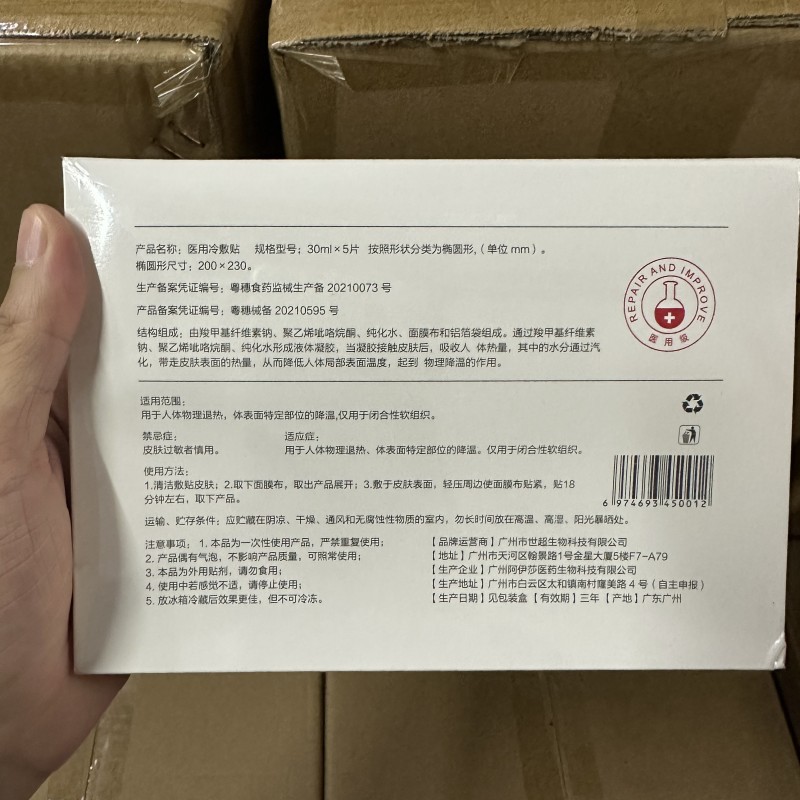 产品名称：医用冷敷贴 规格型号；30ml×5片 按照形状分类为椭圆形,（单位 mm）。
椭圆形尺寸：200×230。
生产备案凭证编号：粤穗食药监械生产备 20210073 号
产品备案凭证编号：粤穗械备 20210595 号
结构组成：由羧甲基纤维素钠、聚乙烯吡咯烷酮、纯化水、面膜布和铝箔袋组成。通过羧甲基纤维素
钠、聚乙烯吡咯烷酮、纯化水形成液体凝胶，当凝胶接触皮肤后，吸收人 体热量，其中的水分通过汽
化，带走皮肤表面的热量，从而降低人体局部表面温度，起到 物理降温的作用。
REPAIR AND IMPROVE
医用级
适用范围：
用于人体物理退热，体表面特定部位的降温,仅用于闭合性软组织。
禁忌症：
皮肤过敏者慎用。
适应症：
用于人体物理退热、体表面特定部位的降温。仅用于闭合性软组织。
使用方法：
1.清洁敷贴皮肤；2.取下面膜布，取出产品展开；3.敷于皮肤表面，轻压周边使面膜布贴紧，贴18
分钟左右，取下产品。
6 974693 450012
运输、贮存条件：应贮藏在阴凉、干燥、通风和无腐蚀性物质的室内，勿长时间放在高温、高湿、阳光暴晒处。
注意事项：1. 本品为一次性使用产品，严禁重复使用；
2. 产品偶有气泡，不影响产品质量，可照常使用；
3. 本品为外用贴剂，请勿食用；
4. 使用中若感觉不适，请停止使用；
5. 放冰箱冷藏后效果更佳，但不可冷冻。
【品牌运营商】广州市世超生物科技有限公司
【地址】广州市天河区翰景路1号金星大厦5楼F7-A79
【生产企业】广州阿伊莎医药生物科技有限公司
【生产地址】广州市白云区太和镇南村窿美路 4 号（自主申报）
【生产日期】见包装盒【有效期】三年【产地】广东广州